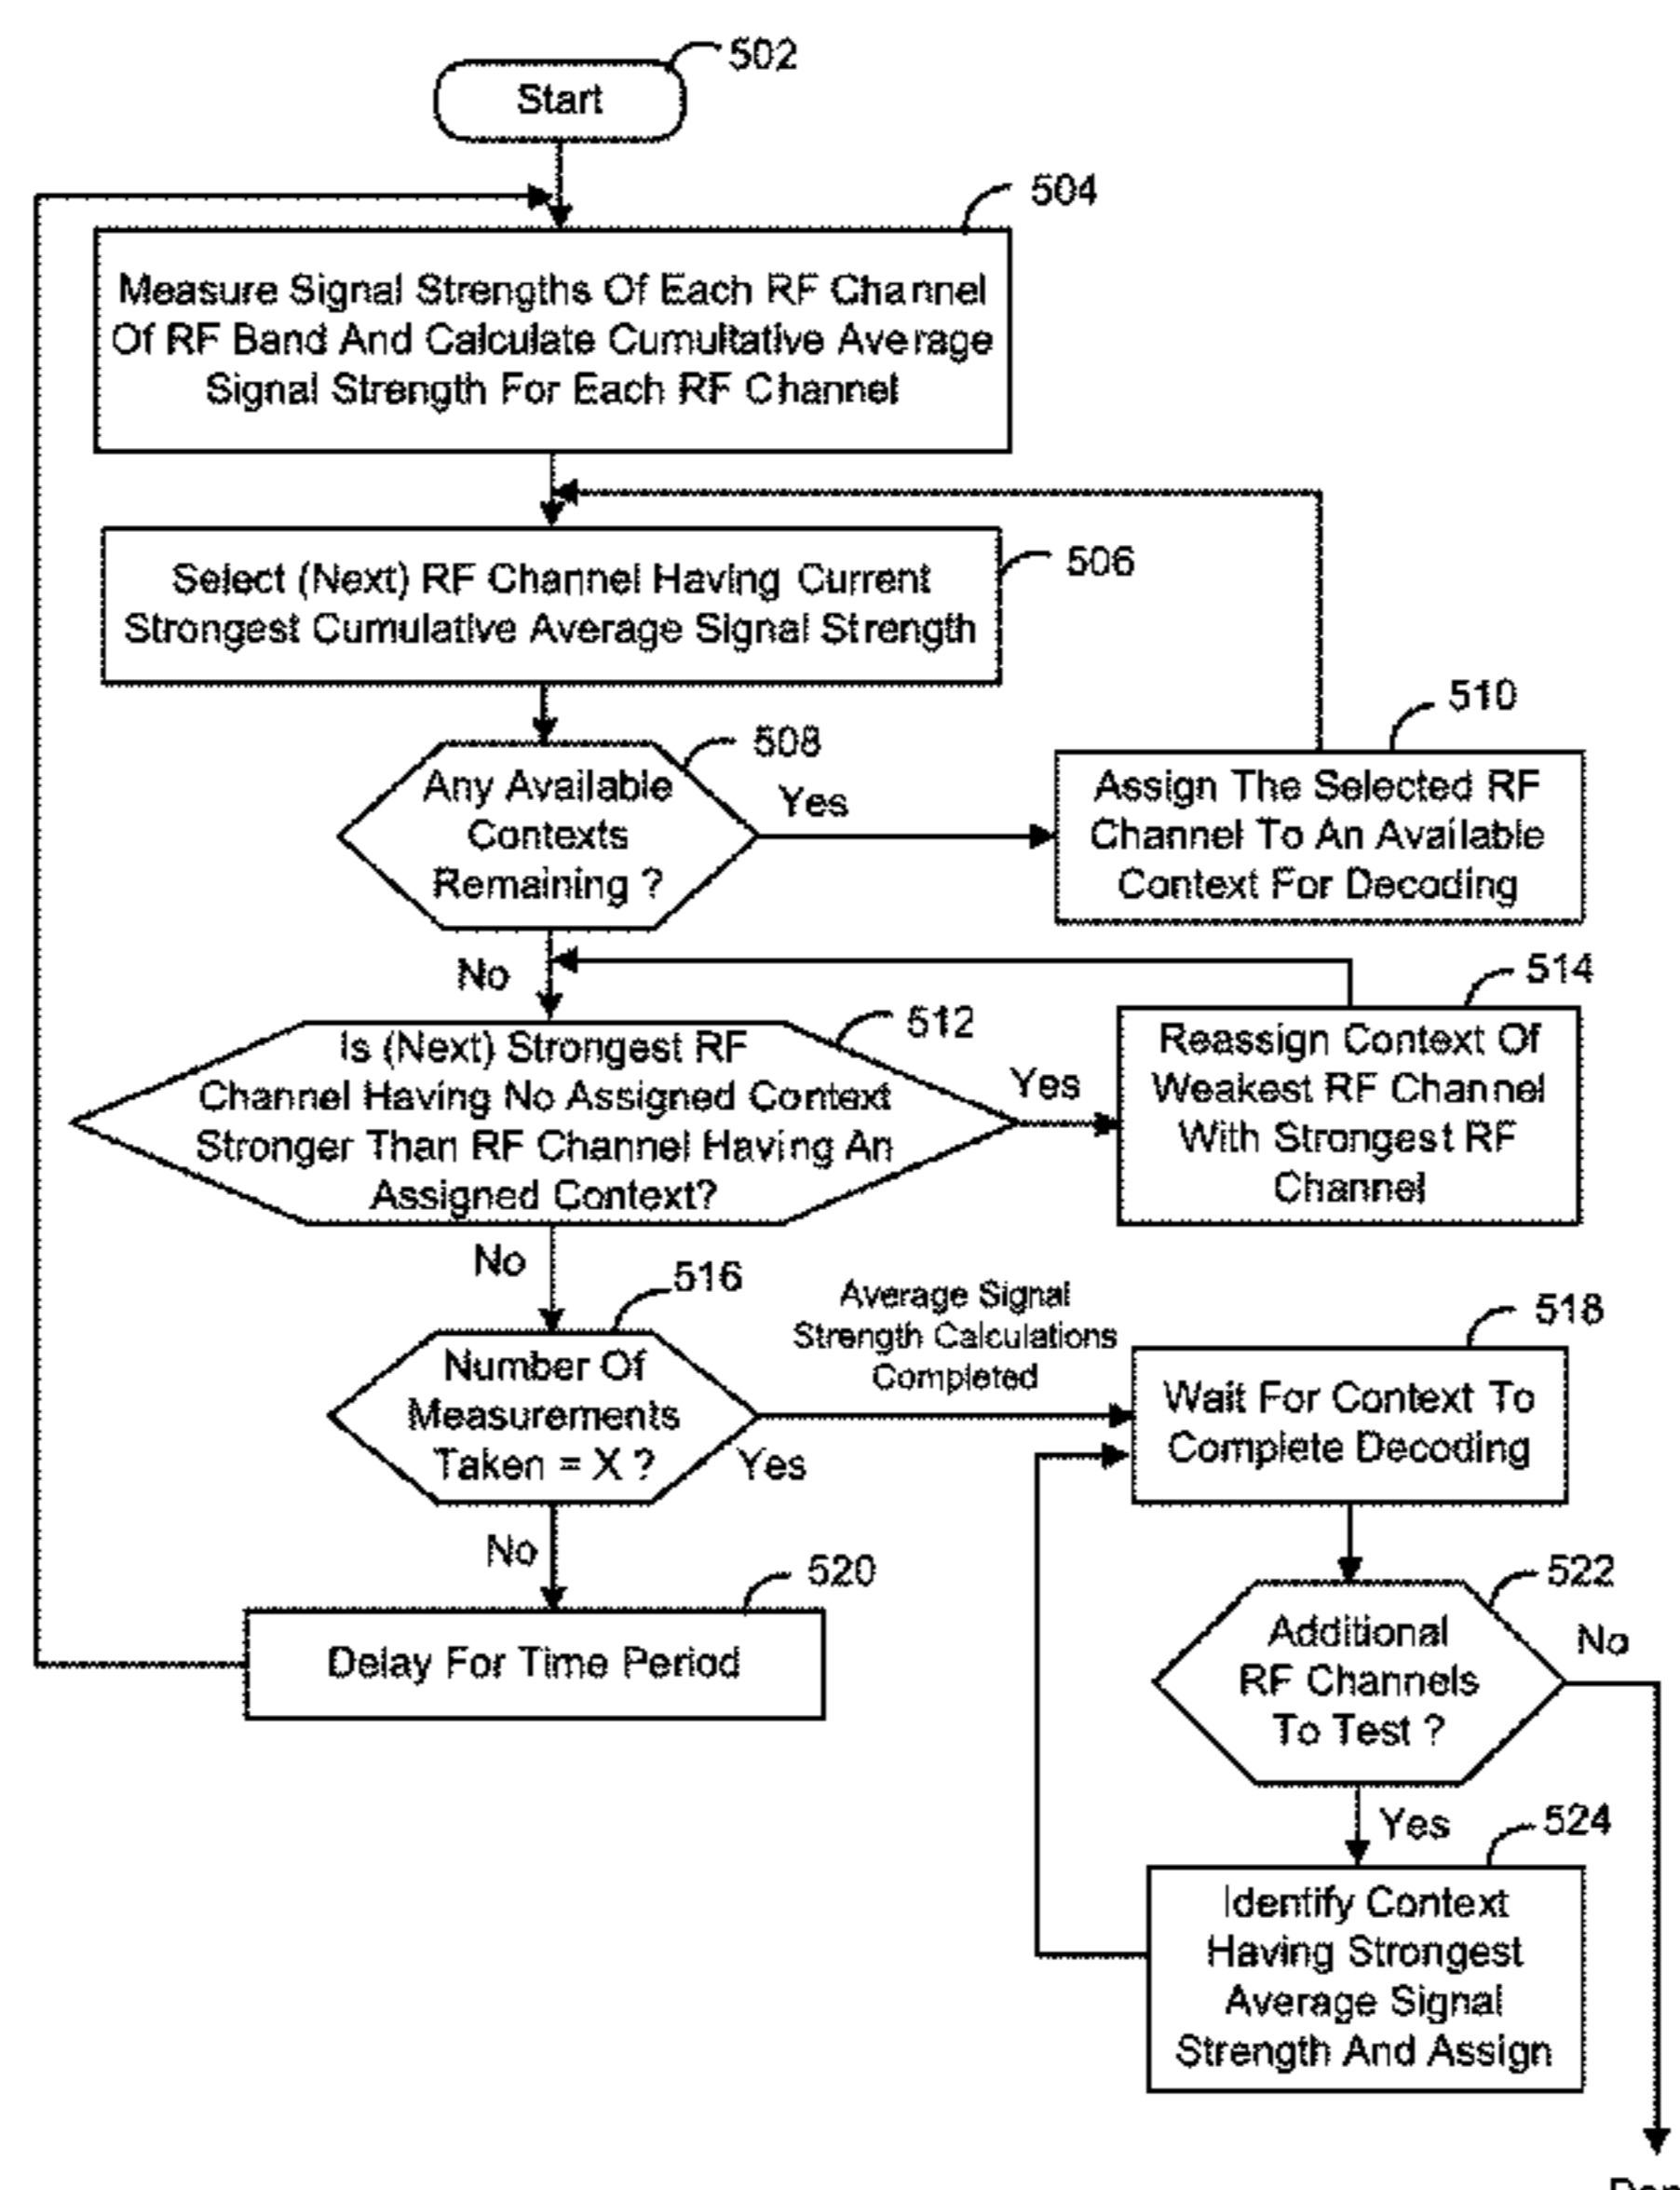 502
Start
504
Measure Signal Strengths Of Each RF Channel
Of RF Band And Calculate Cumultative Average
Signal Strength For Each RF Channel
506
Select (Next) RF Channel Having Current
Strongest Cumulative Average Signal Strength
508
Any Available
Contexts
Remaining ?
Yes
510
Assign The Selected RF
Channel To An Available
Context For Decoding
No
512
Is (Next) Strongest RF
Channel Having No Assigned Context
Stronger Than RF Channel Having An
Assigned Context?
Yes
514
Reassign Context Of
Weakest RF Channel
With Strongest RF
Channel
No
516
Number Of
Measurements
Taken = X ?
Yes
Average Signal
Strength Calculations
Completed
518
Wait For Context To
Complete Decoding
No
520
Delay For Time Period
522
Additional
RF Channels
To Test ?
No
Yes
524
Identify Context
Having Strongest
Average Signal
Strength And Assign